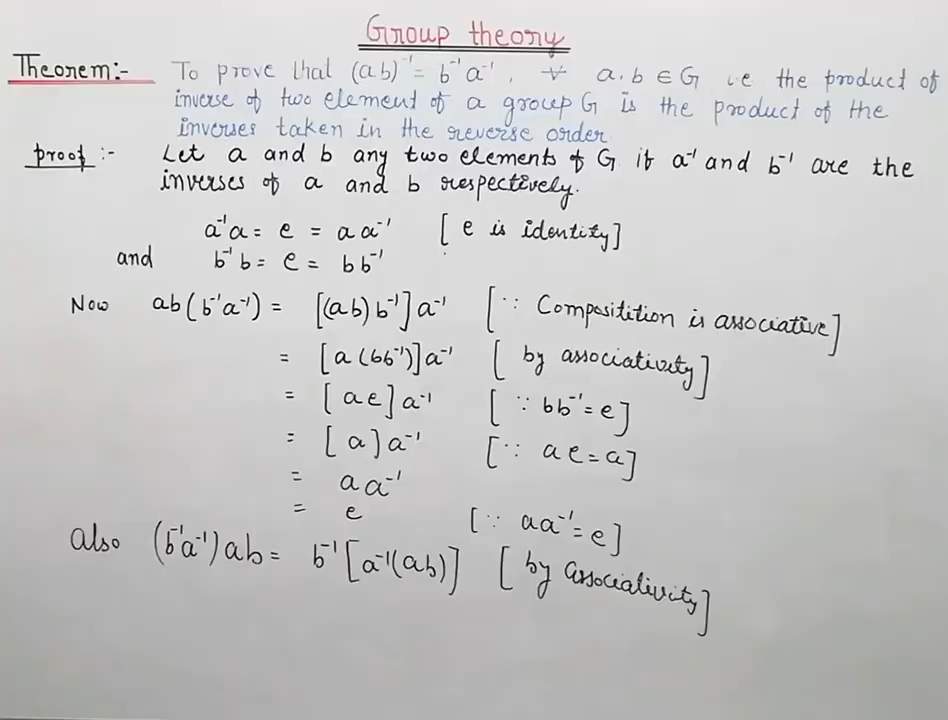 Group theory
Theorem:- To prove that (ab)⁻¹ = b⁻¹a⁻¹, ∀ a.b ∈ G i.e the product of
inverse of two element of a group G is the product of the
inverses taken in the reverse order
proof :- Let a and b any two elements of G if a⁻¹ and b⁻¹ are the
inverses of a and b respectively.
a⁻¹a = e = aa⁻¹ [e is identity]
and b⁻¹b = e = bb⁻¹
Now ab(b⁻¹a⁻¹) = [(ab)b⁻¹]a⁻¹ [∵ Compositition is associative]
= [a(bb⁻¹)]a⁻¹ [by associativity]
= [ae]a⁻¹ [∵ bb⁻¹=e]
= [a]a⁻¹ [∵ ae=a]
= aa⁻¹
= e [∵ aa⁻¹=e]
also (b⁻¹a⁻¹)ab = b⁻¹[a⁻¹(ab)] [by associativity]